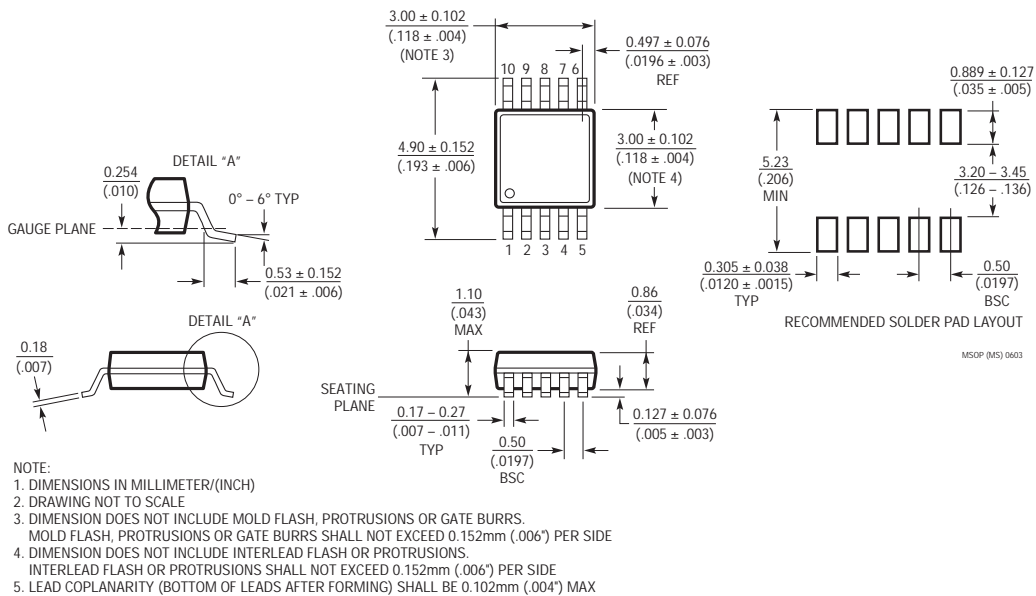 3.00 ± 0.102
(.118 ± .004)
(NOTE 3)
0.497 ± 0.076
(.0196 ± .003)
REF
10 9 8 7 6
4.90 ± 0.152
(.193 ± .006)
3.00 ± 0.102
(.118 ± .004)
(NOTE 4)
1 2 3 4 5
0.889 ± 0.127
(.035 ± .005)
5.23
(.206)
MIN
3.20 – 3.45
(.126 – .136)
0.305 ± 0.038
(.0120 ± .0015)
TYP
0.50
(.0197)
BSC
RECOMMENDED SOLDER PAD LAYOUT
MSOP (MS) 0603
DETAIL "A"
0.254
(.010)
0° – 6° TYP
GAUGE PLANE
0.53 ± 0.152
(.021 ± .006)
DETAIL "A"
0.18
(.007)
1.10
(.043)
MAX
0.86
(.034)
REF
SEATING
PLANE
0.17 – 0.27
(.007 – .011)
TYP
0.50
(.0197)
BSC
0.127 ± 0.076
(.005 ± .003)
NOTE:
1. DIMENSIONS IN MILLIMETER/(INCH)
2. DRAWING NOT TO SCALE
3. DIMENSION DOES NOT INCLUDE MOLD FLASH, PROTRUSIONS OR GATE BURRS.
MOLD FLASH, PROTRUSIONS OR GATE BURRS SHALL NOT EXCEED 0.152mm (.006") PER SIDE
4. DIMENSION DOES NOT INCLUDE INTERLEAD FLASH OR PROTRUSIONS.
INTERLEAD FLASH OR PROTRUSIONS SHALL NOT EXCEED 0.152mm (.006") PER SIDE
5. LEAD COPLANARITY (BOTTOM OF LEADS AFTER FORMING) SHALL BE 0.102mm (.004") MAX